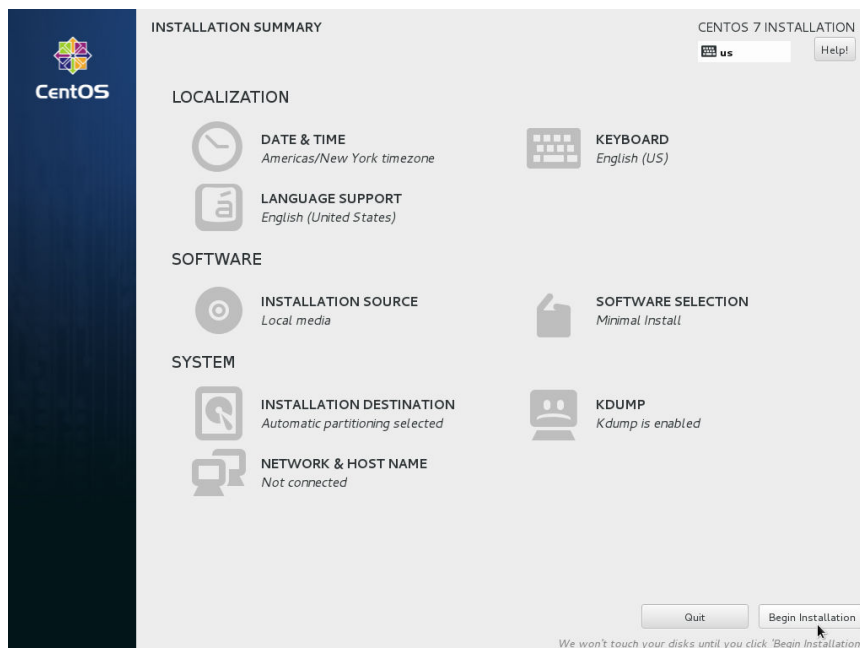 INSTALLATION SUMMARY
CENTOS 7 INSTALLATION
us
Help!
CentOS
LOCALIZATION
DATE & TIME
Americas/New York timezone
KEYBOARD
English (US)
LANGUAGE SUPPORT
English (United States)
SOFTWARE
INSTALLATION SOURCE
Local media
SOFTWARE SELECTION
Minimal Install
SYSTEM
INSTALLATION DESTINATION
Automatic partitioning selected
KDUMP
Kdump is enabled
NETWORK & HOST NAME
Not connected
Quit
Begin Installation
We won't touch your disks until you click 'Begin Installation